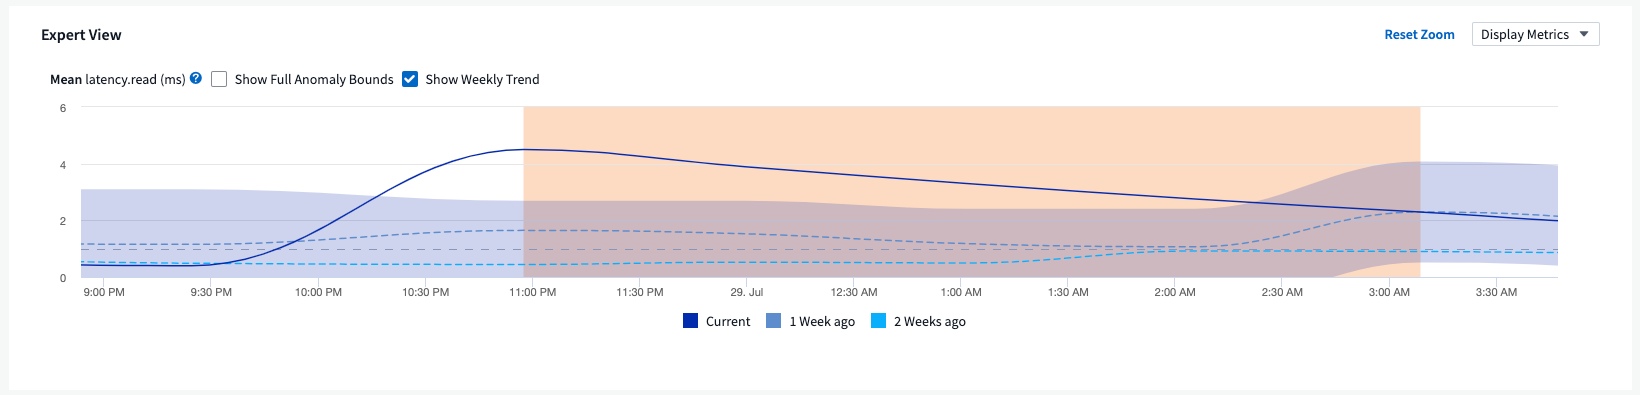 Expert View
Reset Zoom
Display Metrics
Mean latency.read (ms) ? Show Full Anomaly Bounds Show Weekly Trend
6
4
2
0
9:00 PM 9:30 PM 10:00 PM 10:30 PM 11:00 PM 11:30 PM 29. Jul 12:30 AM 1:00 AM 1:30 AM 2:00 AM 2:30 AM 3:00 AM 3:30 AM
Current 1 Week ago 2 Weeks ago